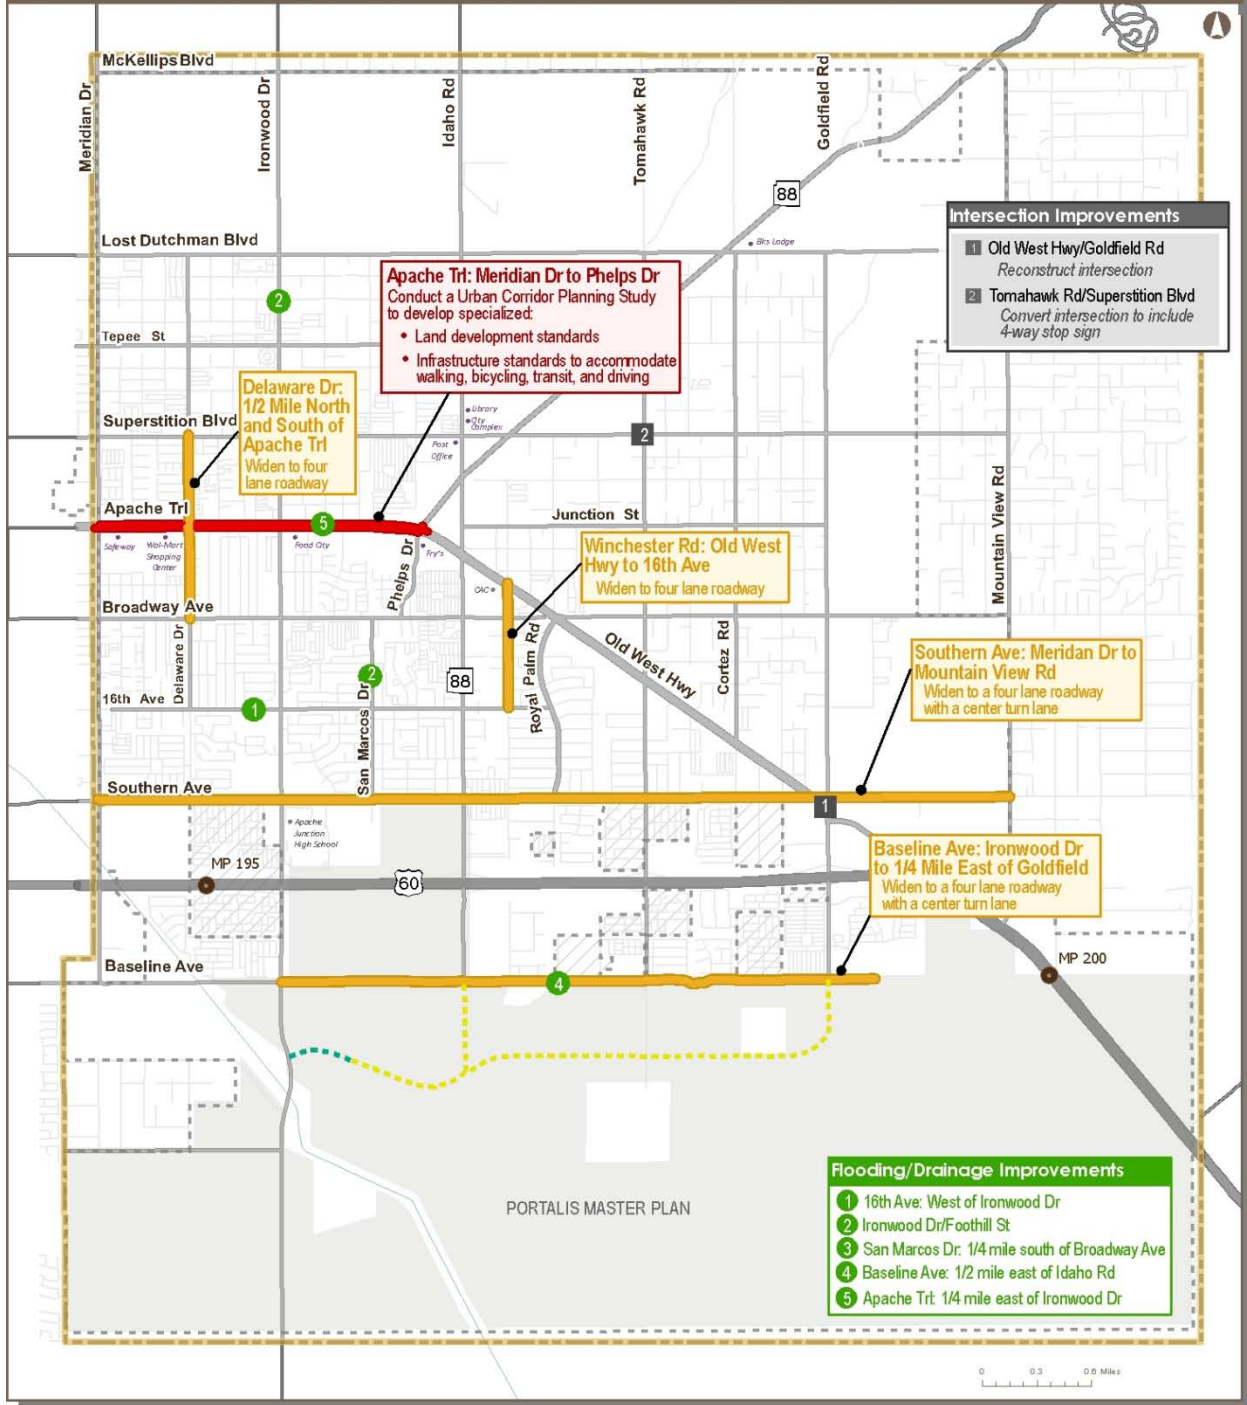 McKellips Blvd
Meridian Dr
Ironwood Dr
Idaho Rd
Tomahawk Rd
Goldfield Rd
88
Intersection Improvements
1 Old West Hwy/Goldfield Rd
Reconstruct intersection
2 Tomahawk Rd/Superstition Blvd
Convert intersection to include
4-way stop sign
Lost Dutchman Blvd
Elks Lodge
2
Apache Trl: Meridian Dr to Phelps Dr
Conduct a Urban Corridor Planning Study
to develop specialized:
• Land development standards
• Infrastructure standards to accommodate
walking, bicycling, transit, and driving
Tepee St
Delaware Dr:
1/2 Mile North
and South of
Apache Trl
Widen to four
lane roadway
Superstition Blvd
Library
City
Complex
Post
Office
2
Mountain View Rd
Apache Trl
5
Junction St
Safeway
Wal-Mart
Shopping
Center
Food City
Fry's
Phelps Dr
Winchester Rd: Old West
Hwy to 16th Ave
Widen to four lane roadway
CAC
Broadway Ave
Delaware Dr
San Marcos Dr
2
88
Royal Palm Rd
Old West Hwy
Cortez Rd
Southern Ave: Meridan Dr to
Mountain View Rd
Widen to a four lane roadway
with a center turn lane
16th Ave
1
Southern Ave
1
Apache
Junction
High School
Baseline Ave: Ironwood Dr
to 1/4 Mile East of Goldfield
Widen to a four lane roadway
with a center turn lane
MP 195
60
Baseline Ave
4
MP 200
PORTALIS MASTER PLAN
Flooding/Drainage Improvements
1 16th Ave: West of Ironwood Dr
2 Ironwood Dr/Foothill St
3 San Marcos Dr: 1/4 mile south of Broadway Ave
4 Baseline Ave: 1/2 mile east of Idaho Rd
5 Apache Trl: 1/4 mile east of Ironwood Dr
0 0.3 0.6 Miles